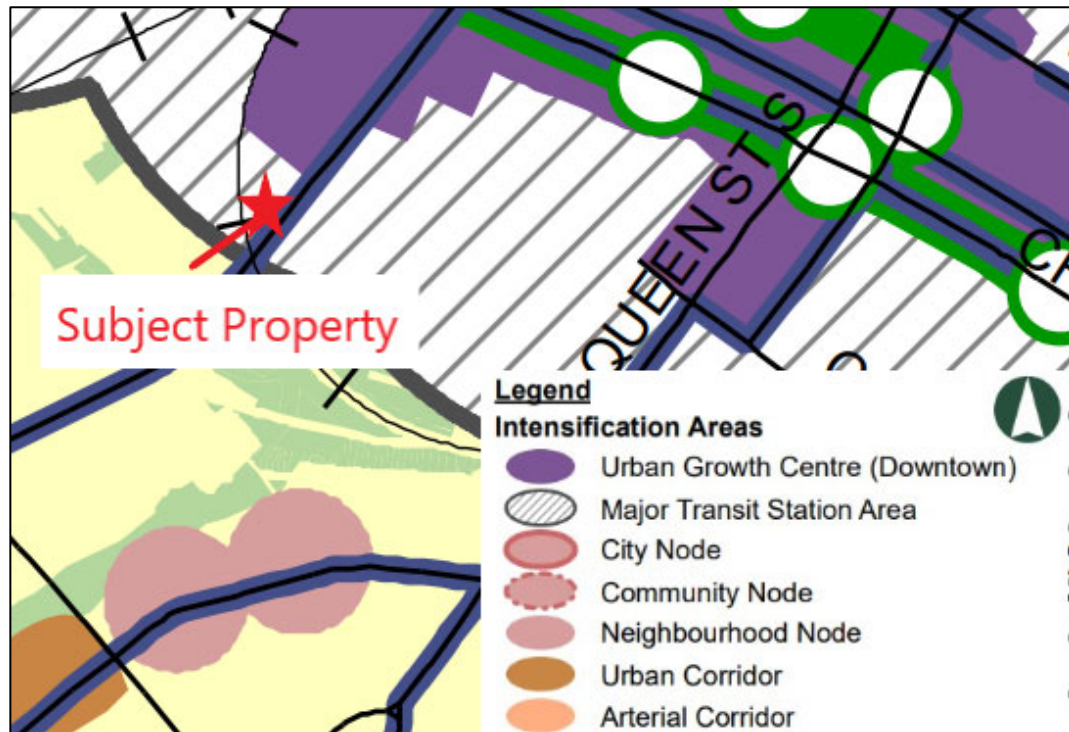 QUEEN STS
Subject Property
Legend
Intensification Areas
Urban Growth Centre (Downtown)
Major Transit Station Area
City Node
Community Node
Neighbourhood Node
Urban Corridor
Arterial Corridor